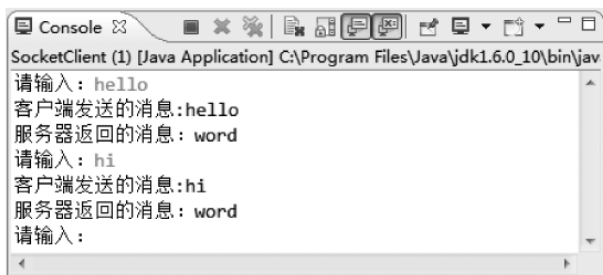 Console
SocketClient (1) [Java Application] C:\Program Files\Java\jdk1.6.0_10\bin\jav
请输入：hello
客户端发送的消息:hello
服务器返回的消息：word
请输入：hi
客户端发送的消息:hi
服务器返回的消息：word
请输入：